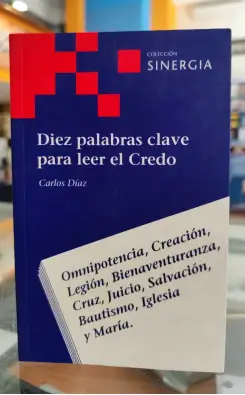 COLECCIÓN
SINERGIA
Diez palabras clave
para leer el Credo
Carlos Díaz
Omnipotencia, Creación,
Legión, Bienaventuranza,
Cruz, Juicio, Salvación,
Bautismo, Iglesia
y María.